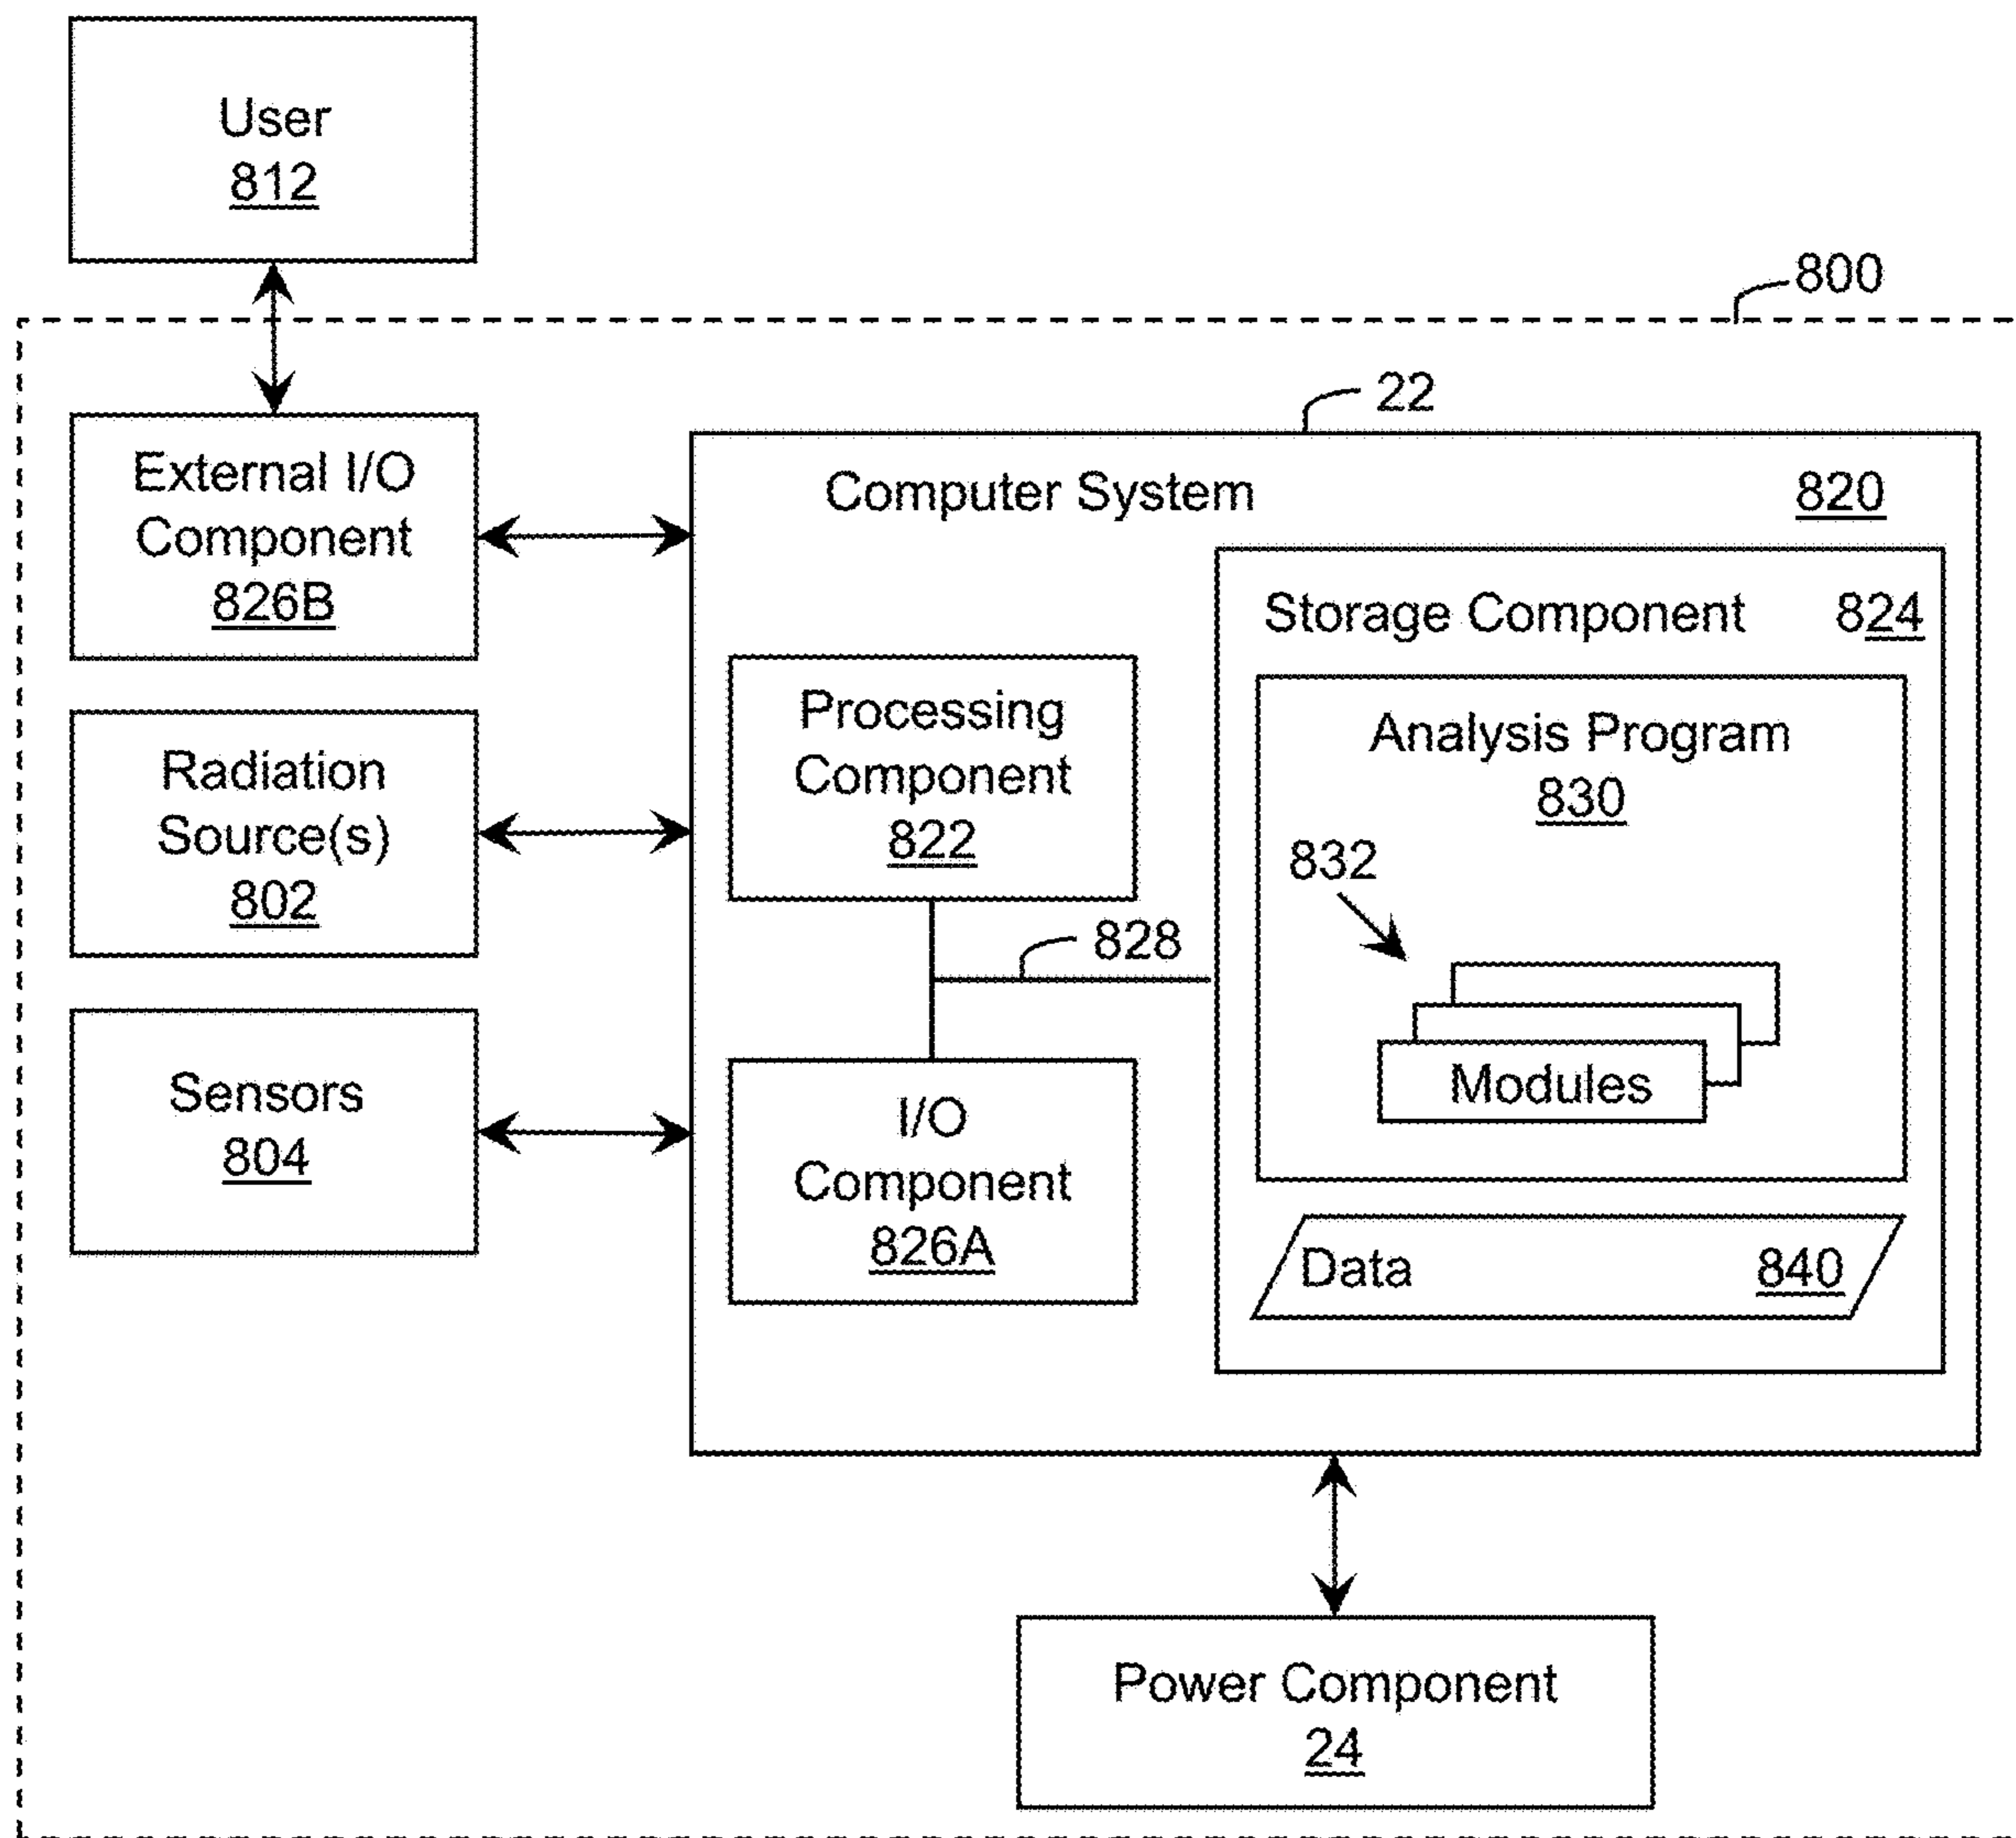 User
812
800
22
External I/O
Component
826B
Computer System
820
Storage Component
824
Processing
Component
822
Analysis Program
830
Radiation
Source(s)
802
832
828
Modules
Sensors
804
I/O
Component
826A
Data
840
Power Component
24